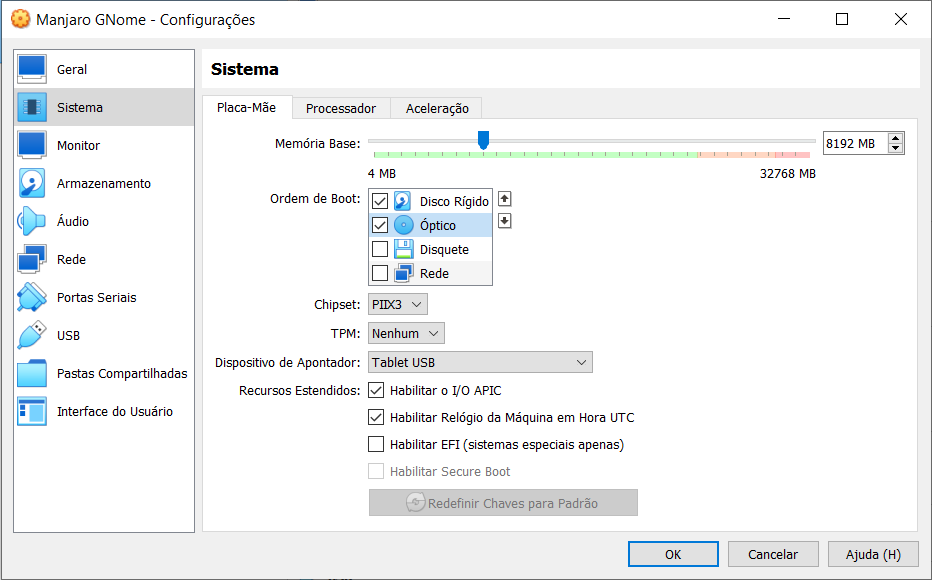 Manjaro GNome - Configurações
Geral
Sistema
Monitor
Armazenamento
Áudio
Rede
Portas Seriais
USB
Pastas Compartilhadas
Interface do Usuário
Sistema
Placa-Mãe Processador Aceleração
Memória Base: 8192 MB
4 MB 32768 MB
Ordem de Boot: Disco Rígido
Óptico
Disquete
Rede
Chipset: PIIX3
TPM: Nenhum
Dispositivo de Apontador: Tablet USB
Recursos Estendidos: Habilitar o I/O APIC
Habilitar Relógio da Máquina em Hora UTC
Habilitar EFI (sistemas especiais apenas)
Habilitar Secure Boot
Redefinir Chaves para Padrão
OK Cancelar Ajuda (H)